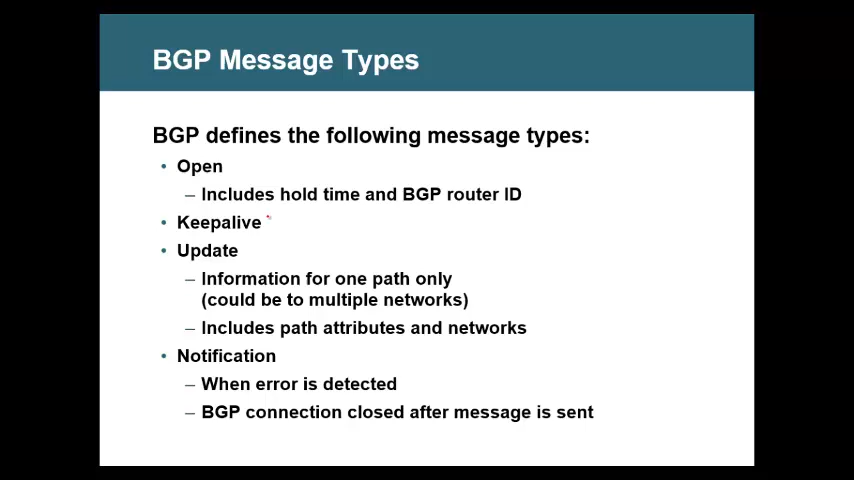 BGP Message Types
BGP defines the following message types:
• Open
– Includes hold time and BGP router ID
• Keepalive
• Update
– Information for one path only
(could be to multiple networks)
– Includes path attributes and networks
• Notification
– When error is detected
– BGP connection closed after message is sent